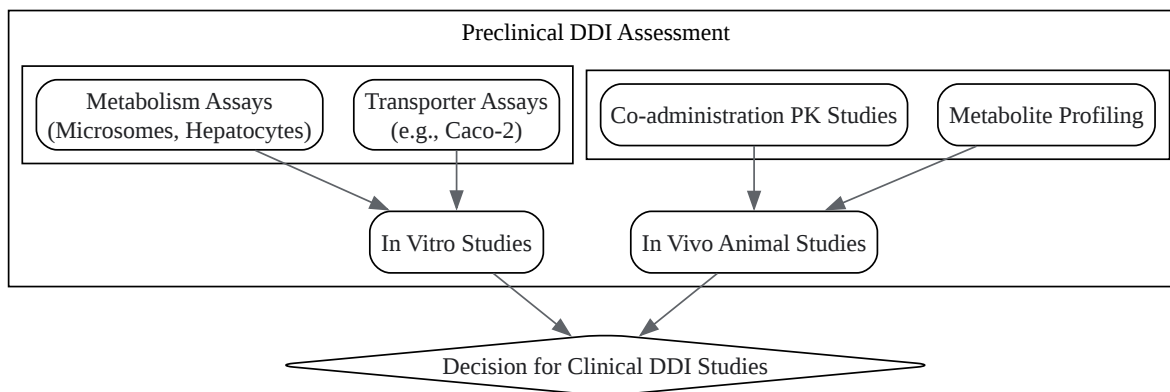 Preclinical DDI Assessment
Metabolism Assays
(Microsomes, Hepatocytes)
Transporter Assays
(e.g., Caco-2)
Co-administration PK Studies
Metabolite Profiling
In Vitro Studies
In Vivo Animal Studies
Decision for Clinical DDI Studies